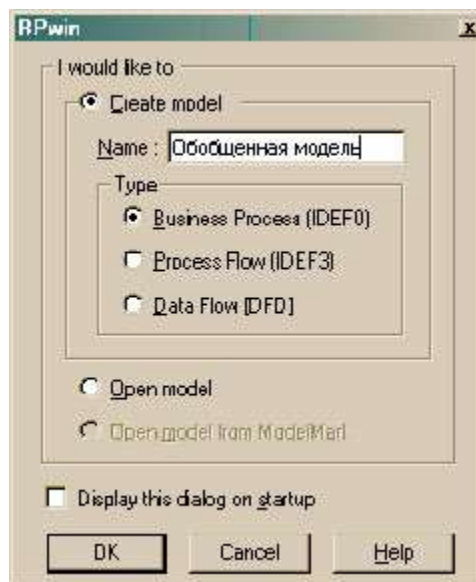 BPwin
I would like to
Create model
Name : Обобщенная модель
Type
Business Process (IDEF0)
Process Flow (IDEF3)
Data Flow (DFD)
Open model
Open model from ModelMart
Display this dialog on startup
OK Cancel Help